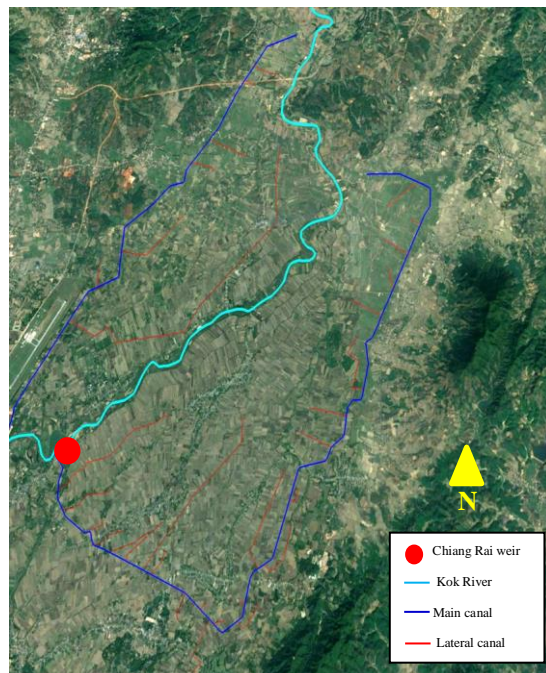 N
Chiang Rai weir
Kok River
Main canal
Lateral canal